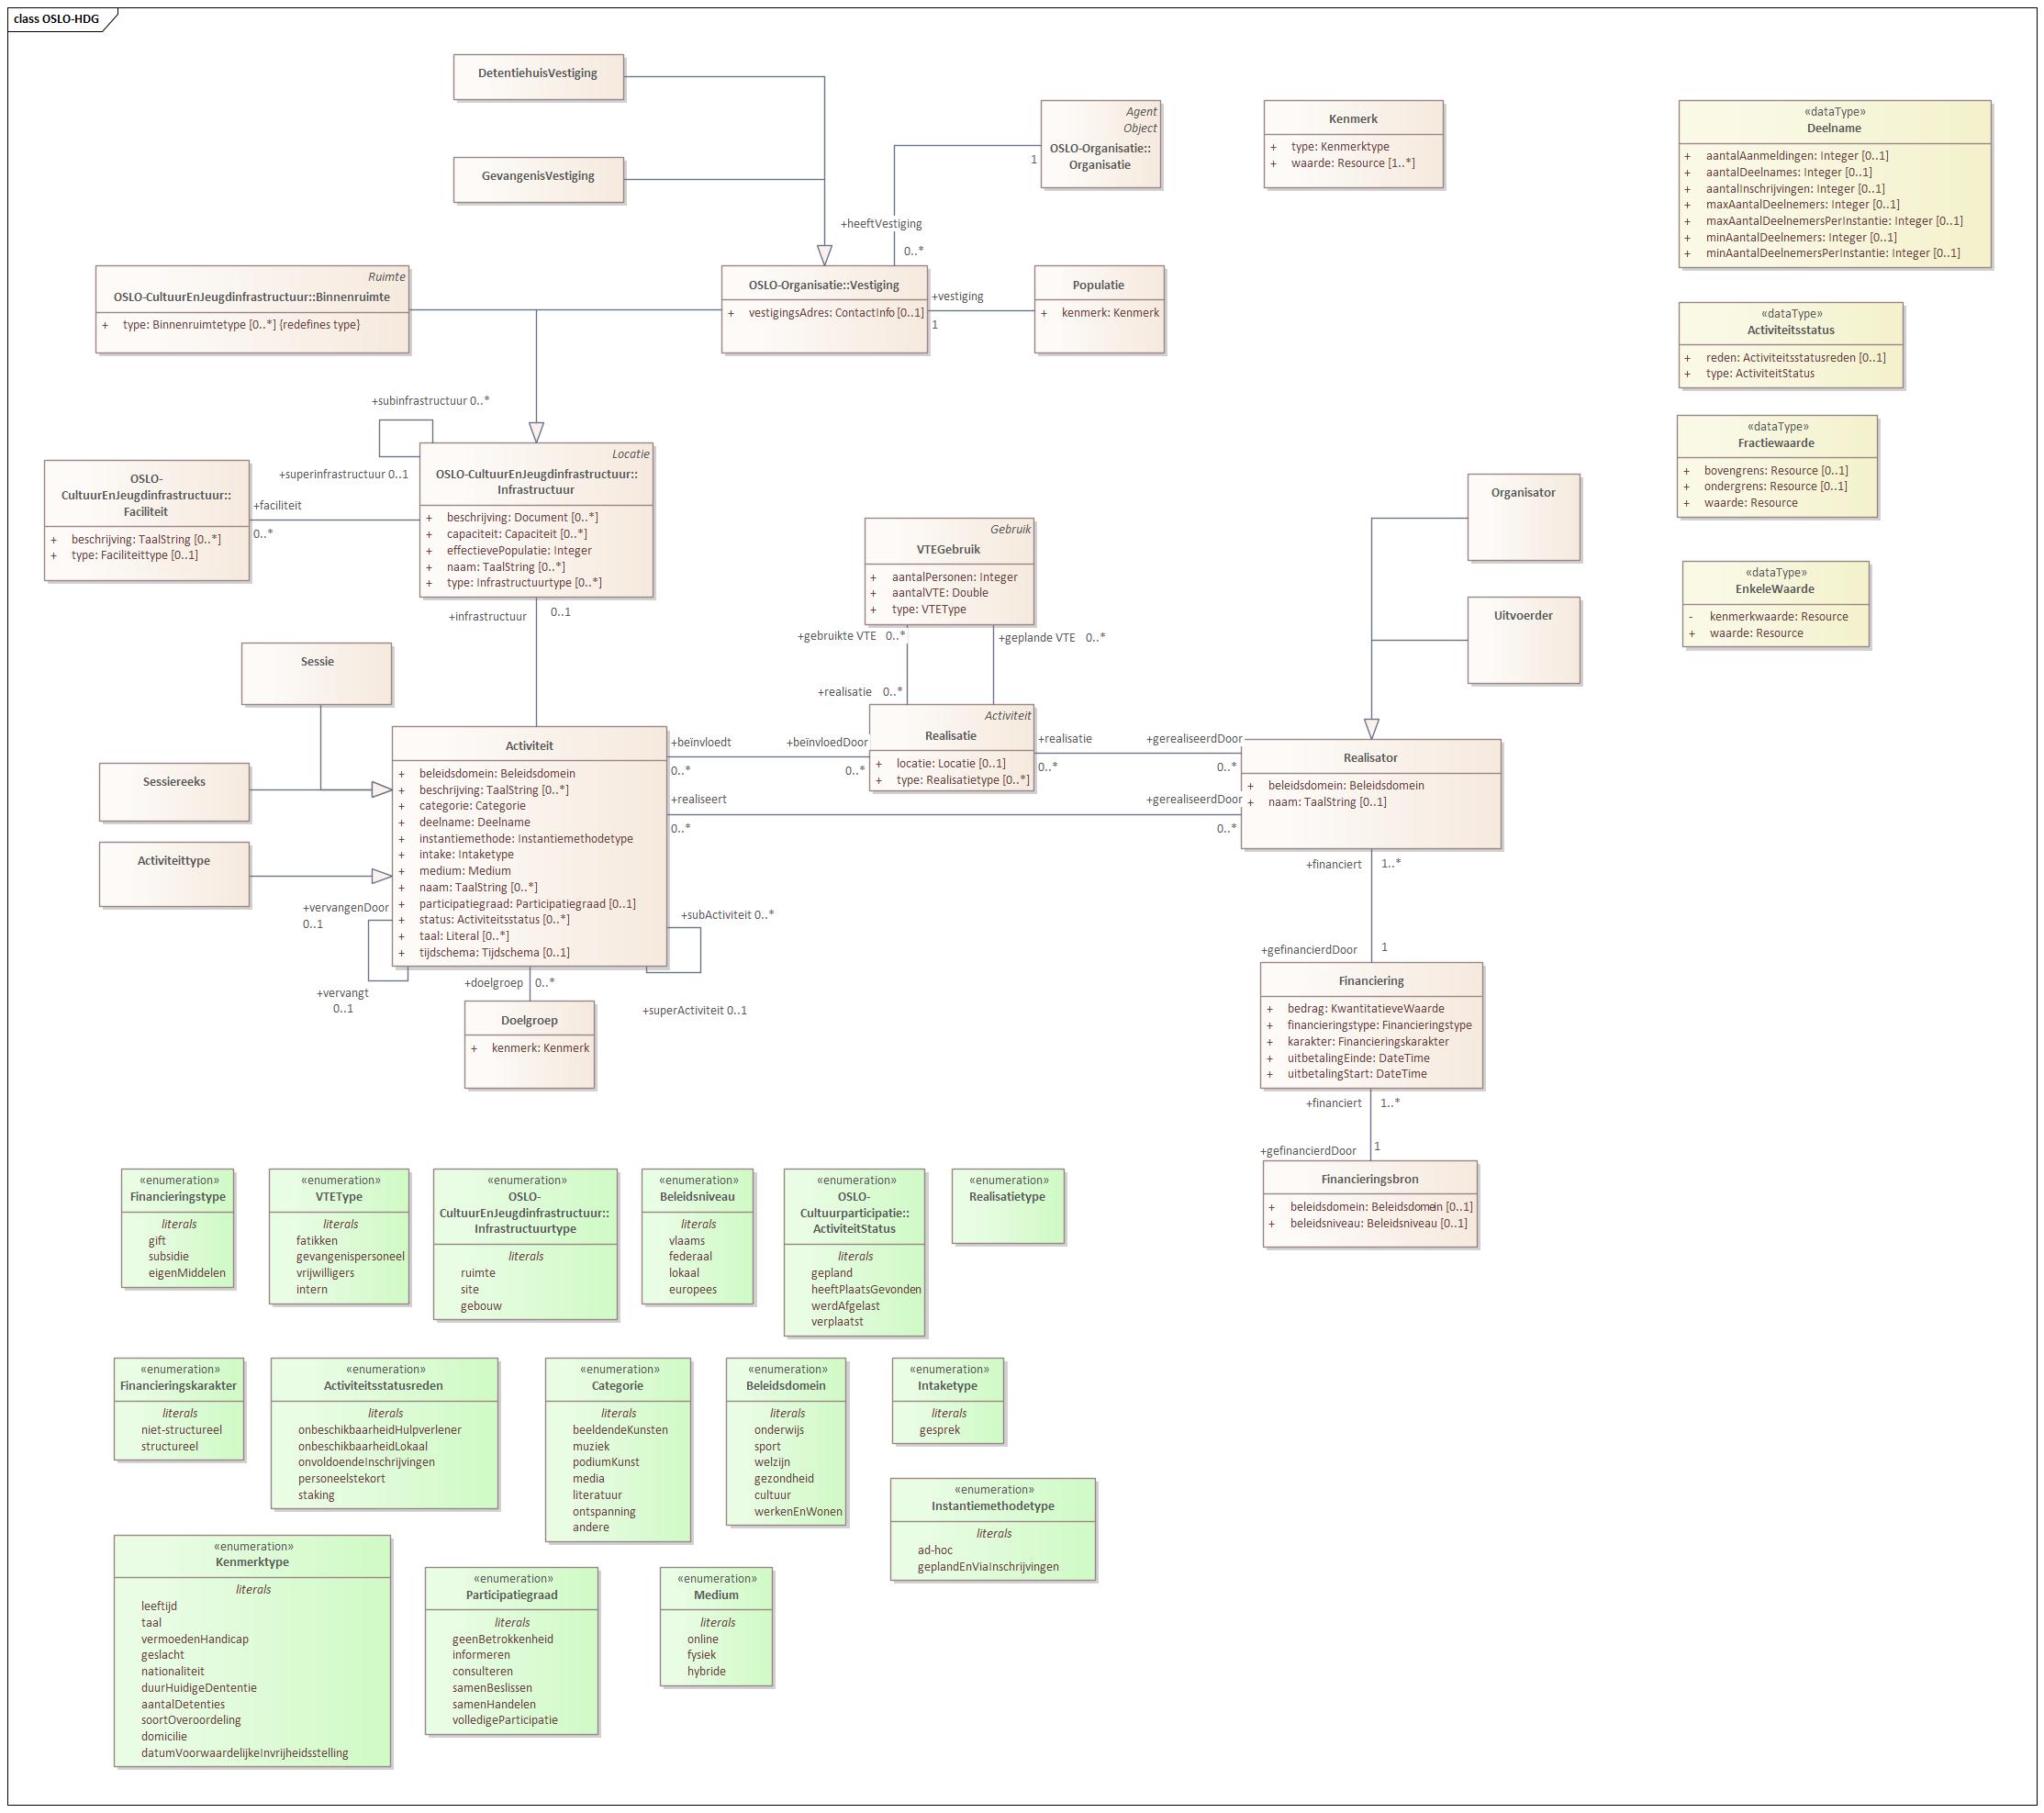 class OSLO-HDG
DetentiehuisVestiging
GevangenisVestiging
Agent
Object
OSLO-Organisatie::
Organisatie
1
+heeftVestiging
0..*
Kenmerk
+ type: Kenmerktype
+ waarde: Resource [1..*]
«dataType»
Deelname
+ aantalAanmeldingen: Integer [0..1]
+ aantalDeelnames: Integer [0..1]
+ aantalInschrijvingen: Integer [0..1]
+ maxAantalDeelnemers: Integer [0..1]
+ maxAantalDeelnemersPerInstantie: Integer [0..1]
+ minAantalDeelnemers: Integer [0..1]
+ minAantalDeelnemersPerInstantie: Integer [0..1]
Ruimte
OSLO-CultuurEnJeugdinfrastructuur::Binnenruimte
+ type: Binnenruimtetype [0..*] {redefines type}
OSLO-Organisatie::Vestiging
+ vestigingsAdres: ContactInfo [0..1]
+vestiging
1
Populatie
+ kenmerk: Kenmerk
«dataType»
Activiteitsstatus
+ reden: Activiteitsstatusreden [0..1]
+ type: ActiviteitStatus
+subinfrastructuur 0..*
+superinfrastructuur 0..1
OSLO-
CultuurEnJeugdinfrastructuur::
Faciliteit
+ beschrijving: TaalString [0..*]
+ type: Faciliteittype [0..1]
+faciliteit
0..*
Locatie
OSLO-CultuurEnJeugdinfrastructuur::
Infrastructuur
+ beschrijving: Document [0..*]
+ capaciteit: Capaciteit [0..*]
+ effectievePopulatie: Integer
+ naam: TaalString [0..*]
+ type: Infrastructuurtype [0..*]
+infrastructuur
0..1
«dataType»
Fractiewaarde
+ bovengrens: Resource [0..1]
+ ondergrens: Resource [0..1]
+ waarde: Resource
Organisator
Gebruik
VTEGebruik
+ aantalPersonen: Integer
+ aantalVTE: Double
+ type: VTEType
«dataType»
EnkeleWaarde
- kenmerkwaarde: Resource
+ waarde: Resource
Uitvoerder
+gebruikte VTE 0..*
+geplande VTE 0..*
+realisatie 0..*
Sessie
Sessiereeks
Activiteittype
Activiteit
+ beleidsdomein: Beleidsdomein
+ beschrijving: TaalString [0..*]
+ categorie: Categorie
+ deelname: Deelname
+ instantiemethode: Instantiemethodetype
+ intake: Intaketype
+ medium: Medium
+ naam: TaalString [0..*]
+ participatiegraad: Participatiegraad [0..1]
+ status: Activiteitsstatus [0..*]
+ taal: Literal [0..*]
+ tijdschema: Tijdschema [0..1]
+beïnvloedt
0..*
+beïnvloedDoor
0..*
Activiteit
Realisatie
+ locatie: Locatie [0..1]
+ type: Realisatietype [0..*]
+realisatie
0..*
+gerealiseerdDoor
0..*
+realiseert
0..*
+gerealiseerdDoor
0..*
Realisator
+ beleidsdomein: Beleidsdomein
+ naam: TaalString [0..1]
+financiert
1..*
+vervangenDoor
0..1
+vervangt
0..1
+subActiviteit 0..*
+superActiviteit 0..1
+doelgroep
0..*
Doelgroep
+ kenmerk: Kenmerk
+gefinancierdDoor
1
Financiering
+ bedrag: KwantitatieveWaarde
+ financieringstype: Financieringstype
+ karakter: Financieringskarakter
+ uitbetalingEinde: DateTime
+ uitbetalingStart: DateTime
+financiert
1..*
+gefinancierdDoor
1
Financieringsbron
+ beleidsdomein: Beleidsdomein [0..1]
+ beleidsniveau: Beleidsniveau [0..1]
«enumeration»
Financieringstype
literals
gift
subsidie
eigenMiddelen
«enumeration»
VTEType
literals
fatikken
gevangenispersoneel
vrijwilligers
intern
«enumeration»
OSLO-
CultuurEnJeugdinfrastructuur::
Infrastructuurtype
literals
ruimte
site
gebouw
«enumeration»
Beleidsniveau
literals
vlaams
federaal
lokaal
europees
«enumeration»
OSLO-
Cultuurparticipatie::
ActiviteitStatus
literals
gepland
heeftPlaatsGevonden
werdAfgelast
verplaatst
«enumeration»
Realisatietype
«enumeration»
Financieringskarakter
literals
niet-structureel
structureel
«enumeration»
Activiteitsstatusreden
literals
onbeschikbaarheidHulpverlener
onbeschikbaarheidLokaal
onvoldoendeInschrijvingen
personeelstekort
staking
«enumeration»
Categorie
literals
beeldendeKunsten
muziek
podiumKunst
media
literatuur
ontspanning
andere
«enumeration»
Beleidsdomein
literals
onderwijs
sport
welzijn
gezondheid
cultuur
werkenEnWonen
«enumeration»
Intaketype
literals
gesprek
«enumeration»
Instantiemethodetype
literals
ad-hoc
geplandEnViaInschrijvingen
«enumeration»
Kenmerktype
literals
leeftijd
taal
vermoedenHandicap
geslacht
nationaliteit
duurHuidigeDententie
aantalDetenties
soortOveroordeling
domicilie
datumVoorwaardelijkeInvrijheidsstelling
«enumeration»
Participatiegraad
literals
geenBetrokkenheid
informeren
consulteren
samenBeslissen
samenHandelen
volledigeParticipatie
«enumeration»
Medium
literals
online
fysiek
hybride